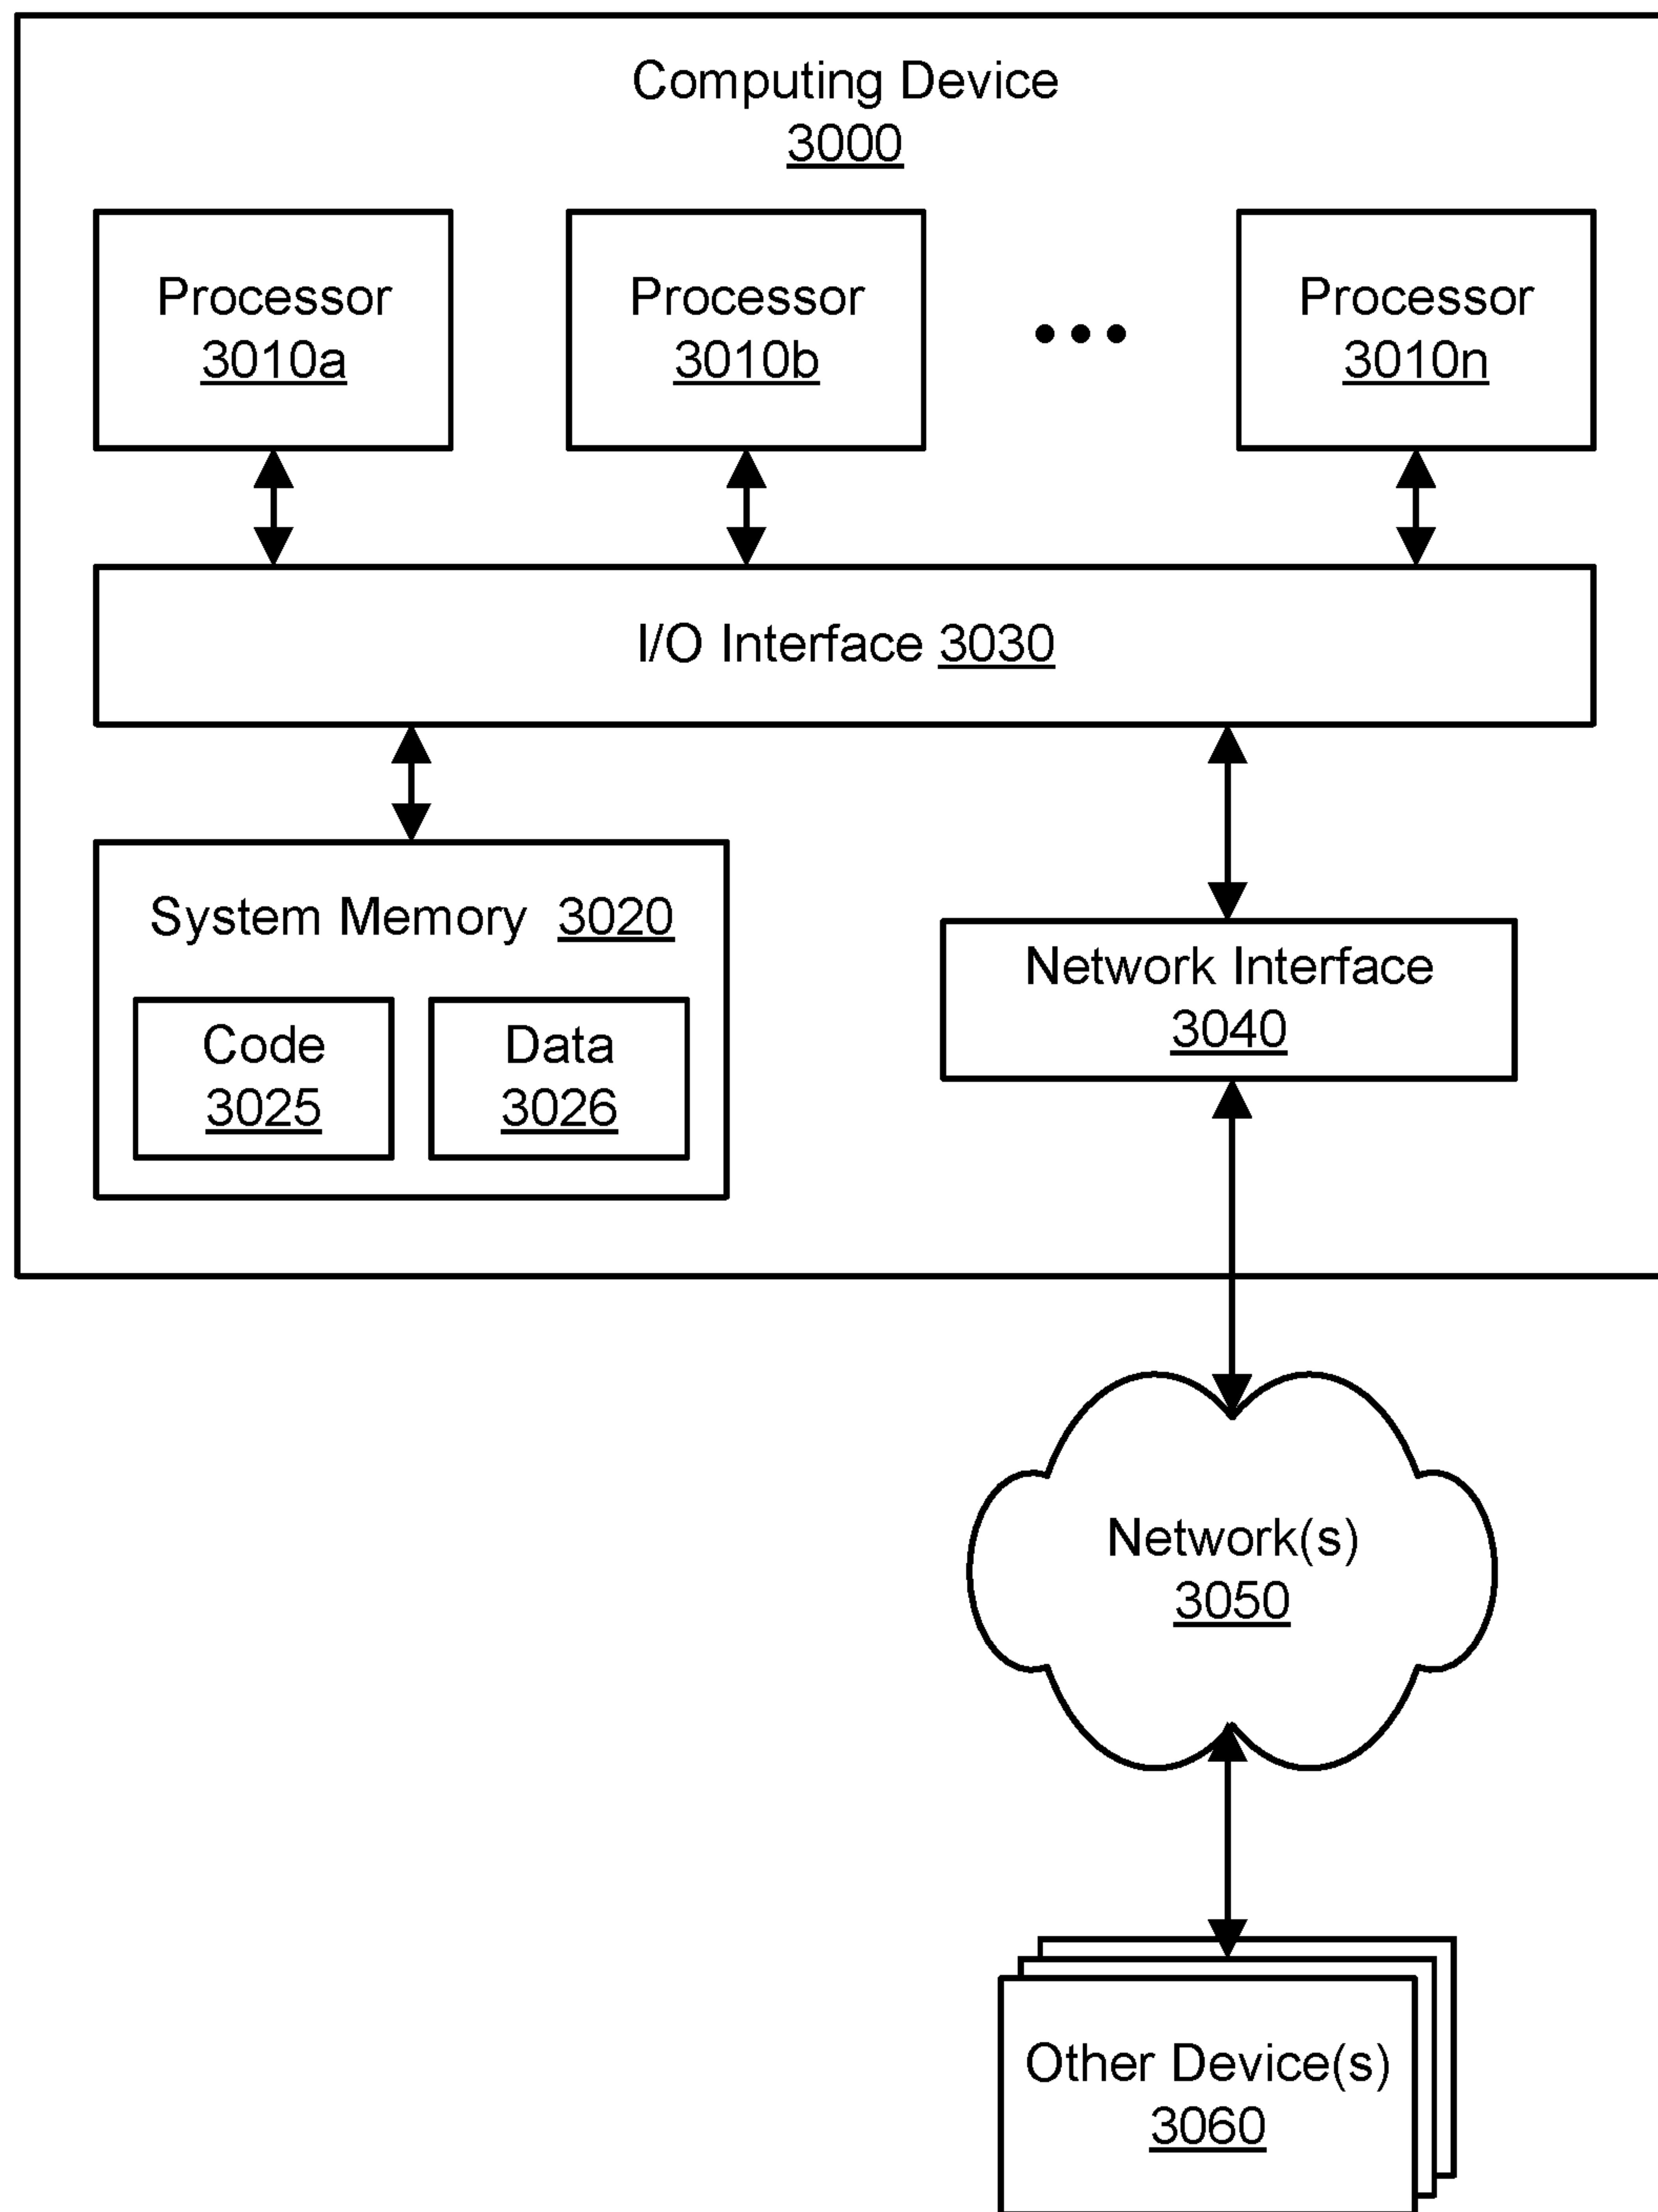 Computing Device
3000
Processor
3010a
Processor
3010b
Processor
3010n
I/O Interface 3030
System Memory 3020
Code
3025
Data
3026
Network Interface
3040
Network(s)
3050
Other Device(s)
3060